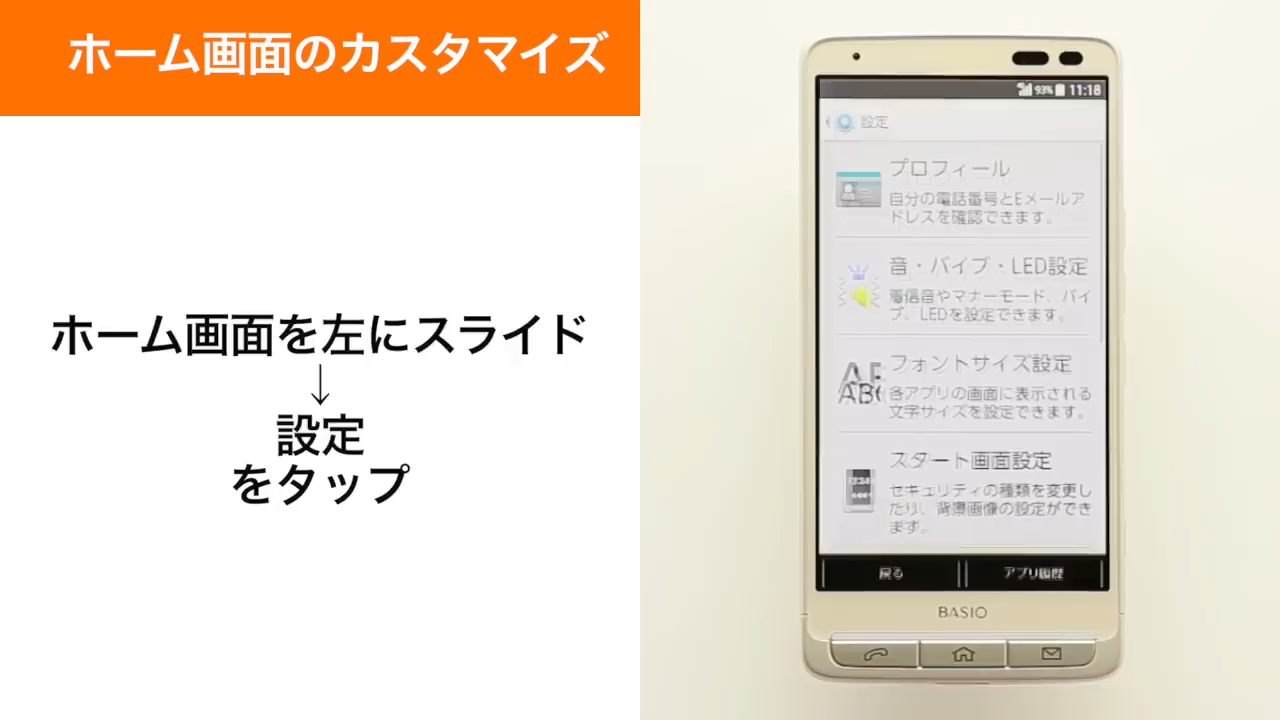 ホーム画面のカスタマイズ
ホーム画面を左にスライド
↓
設定
をタップ
93% 11:18
設定
プロフィール
自分の電話番号とEメールア
ドレスを確認できます。
音・バイブ・LED設定
着信音やマナーモード、バイ
ブ、LEDを設定できます。
フォントサイズ設定
各アプリの画面に表示される
文字サイズを設定できます。
スタート画面設定
セキュリティの種類を変更し
たり、背景画像の設定ができ
ます。
戻る
アプリ履歴
BASIO